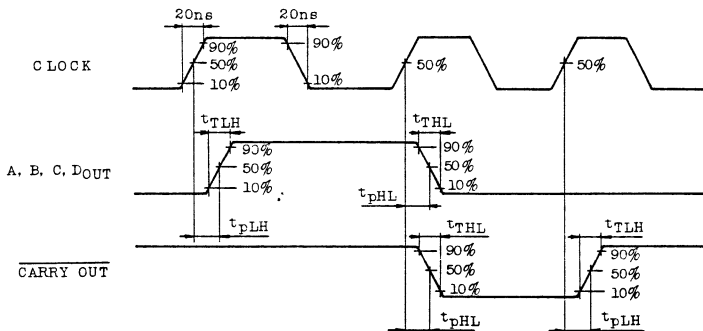 20ns 20ns
90% 90%
CLOCK 50% 50% 50%
10% 10%
tTLH tTHL
90% 90%
A, B, C, DOUT 50% 50%
10% 10%
tpLH tpHL
tTHL tTLH
90% 90%
CARRY OUT 50% 50%
10% 10%
tpHL tpLH